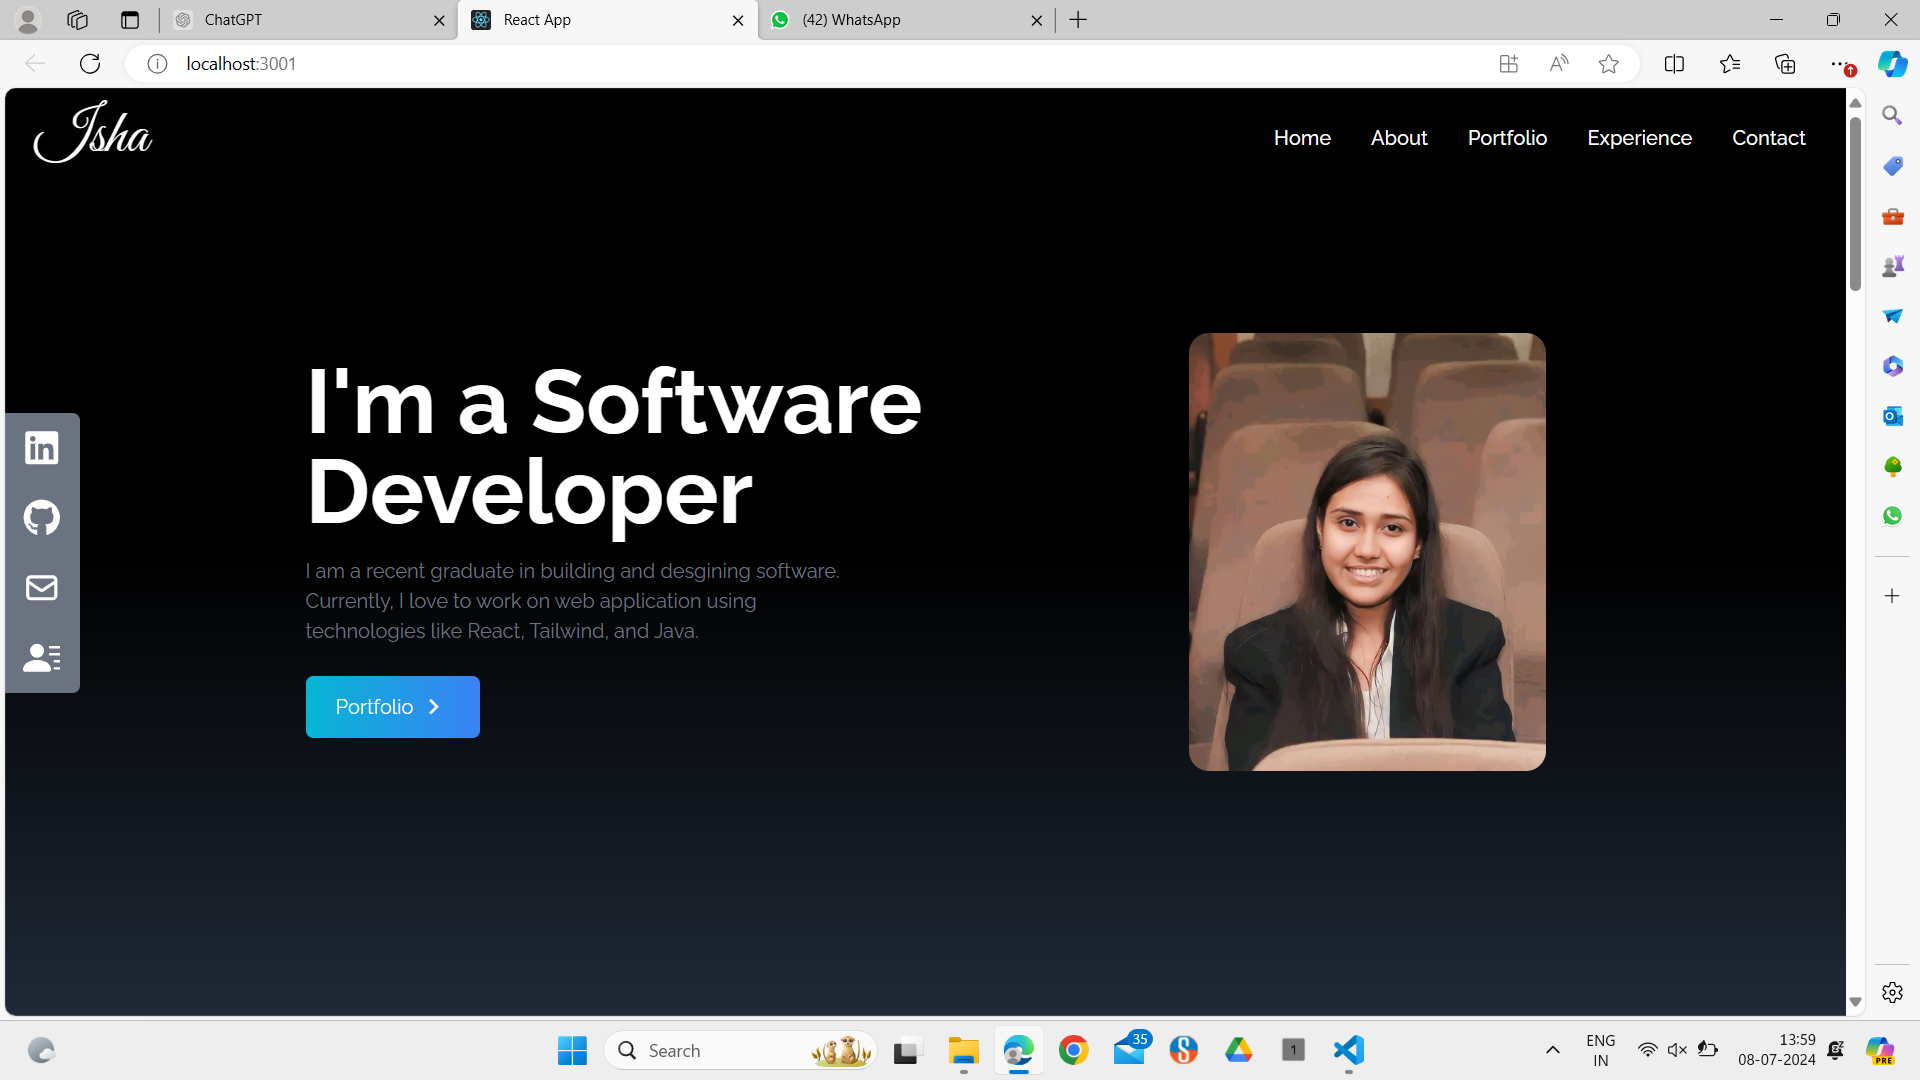 ChatGPT
React App
(42) WhatsApp
localhost:3001
Isha
Home About Portfolio Experience Contact
I'm a Software
Developer
I am a recent graduate in building and desgining software.
Currently, I love to work on web application using
technologies like React, Tailwind, and Java.
Portfolio
Search
35
1
ENG
IN
13:59
08-07-2024
PRE